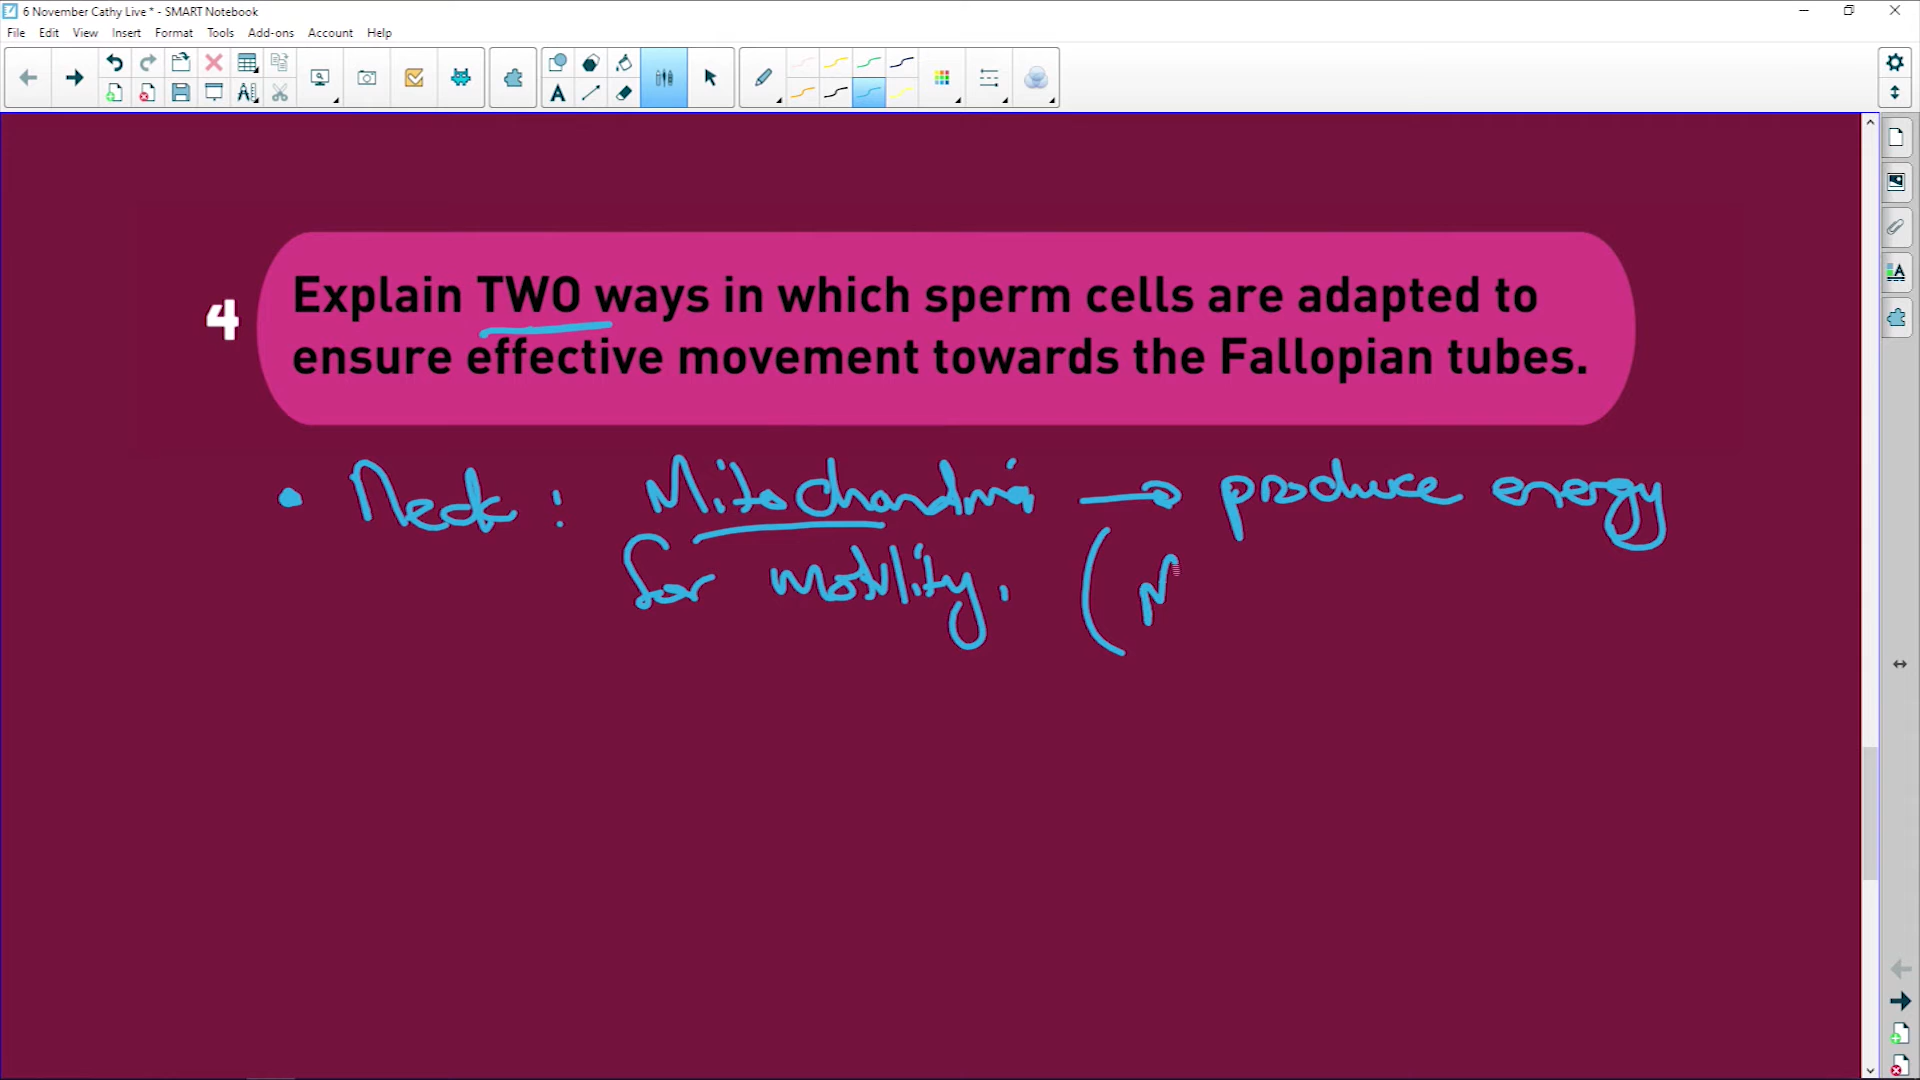 6 November Cathy Live * - SMART Notebook
File Edit View Insert Format Tools Add-ons Account Help
4
Explain TWO ways in which sperm cells are adapted to
ensure effective movement towards the Fallopian tubes.
• Neck : Mitochondria → produce energy
for motility. (M